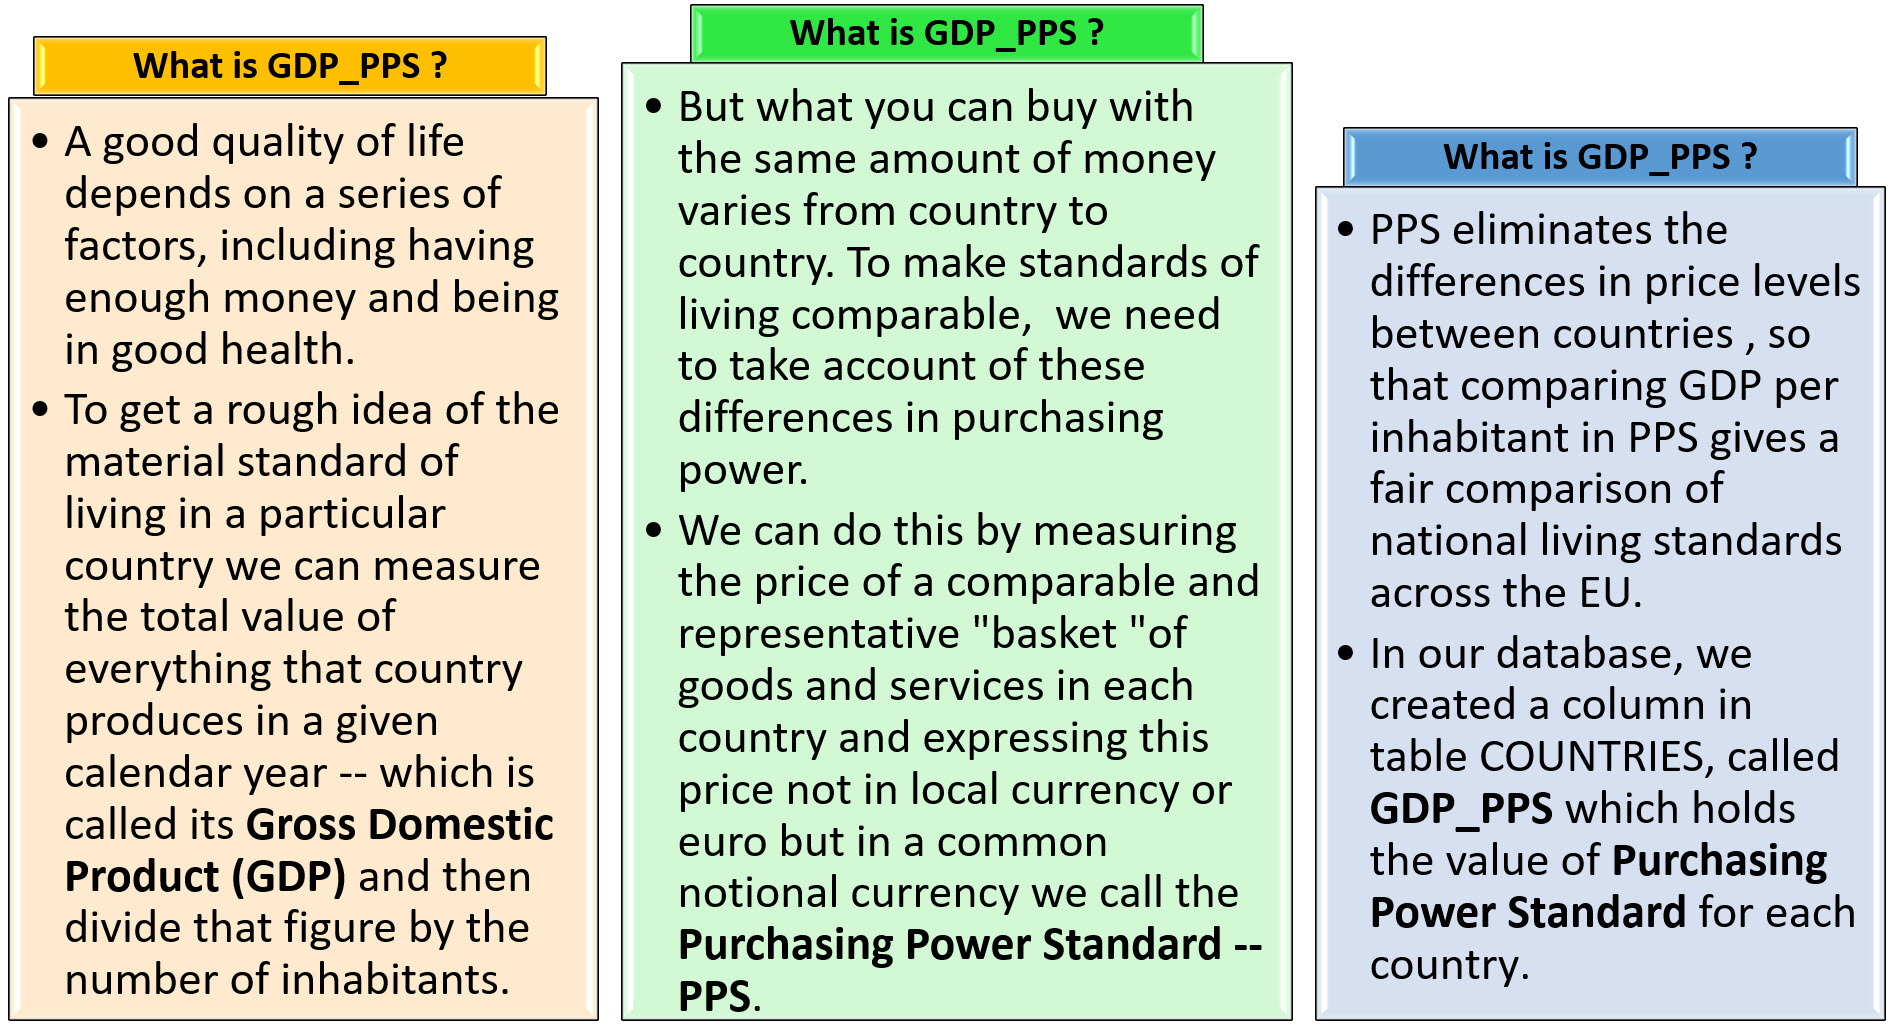 What is GDP_PPS ?
• A good quality of life
depends on a series of
factors, including having
enough money and being
in good health.
• To get a rough idea of the
material standard of
living in a particular
country we can measure
the total value of
everything that country
produces in a given
calendar year -- which is
called its Gross Domestic
Product (GDP) and then
divide that figure by the
number of inhabitants.
What is GDP_PPS ?
• But what you can buy with
the same amount of money
varies from country to
country. To make standards of
living comparable,  we need
to take account of these
differences in purchasing
power.
• We can do this by measuring
the price of a comparable and
representative "basket "of
goods and services in each
country and expressing this
price not in local currency or
euro but in a common
notional currency we call the
Purchasing Power Standard --
PPS.
What is GDP_PPS ?
• PPS eliminates the
differences in price levels
between countries , so
that comparing GDP per
inhabitant in PPS gives a
fair comparison of
national living standards
across the EU.
• In our database, we
created a column in
table COUNTRIES, called
GDP_PPS which holds
the value of Purchasing
Power Standard for each
country.